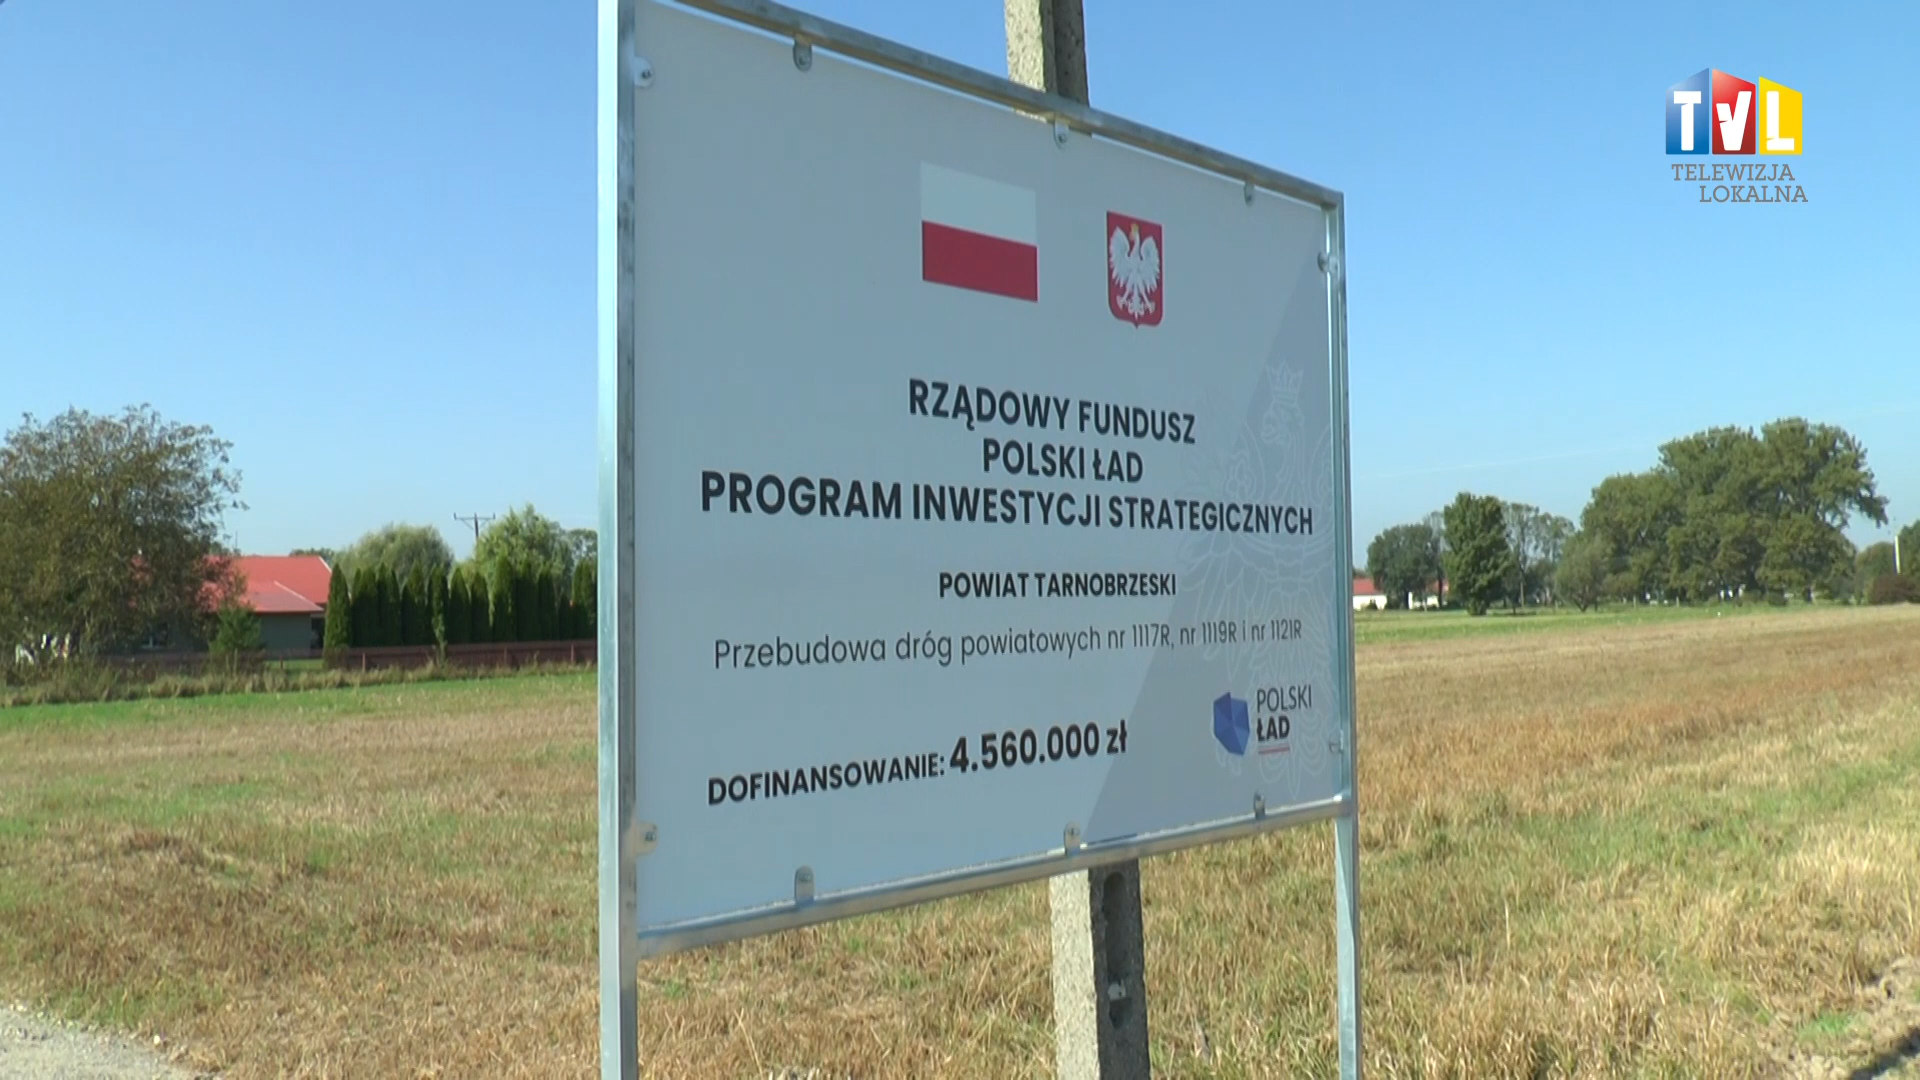 TVL
TELEWIZJA
LOKALNA
RZĄDOWY FUNDUSZ
POLSKI ŁAD
PROGRAM INWESTYCJI STRATEGICZNYCH
POWIAT TARNOBRZESKI
Przebudowa dróg powiatowych nr 1117R, nr 1119R i nr 1121R
POLSKI
ŁAD
DOFINANSOWANIE: 4.560.000 zł